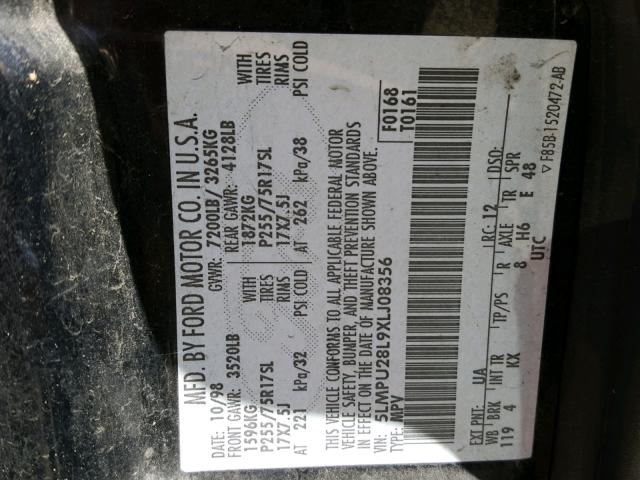 MFD. BY FORD MOTOR CO. IN U.S.A.
DATE: 10/98 GVWR: 7200LB/ 3265KG
FRONT GAWR: 3520LB REAR GAWR: 4128LB
1596KG WITH 1872KG WITH
P255/75R17SL TIRES P255/75R17SL TIRES
17X7.5J RIMS 17X7.5J RIMS
AT 221 kPa/32 PSI COLD AT 262 kPa/38 PSI COLD
THIS VEHICLE CONFORMS TO ALL APPLICABLE FEDERAL MOTOR
VEHICLE SAFETY, BUMPER, AND THEFT PREVENTION STANDARDS
IN EFFECT ON THE DATE OF MANUFACTURE SHOWN ABOVE.
VIN: 5LMPU28L9XLJ08356 F0168
TYPE: MPV T0161
EXT PNT: UA RC: 12 DSO:
WB BRK INT TR TP/PS R AXLE TR SPR
119 4 KX 8 H6 E 48
UTC
▽ F85B-1520472-AB